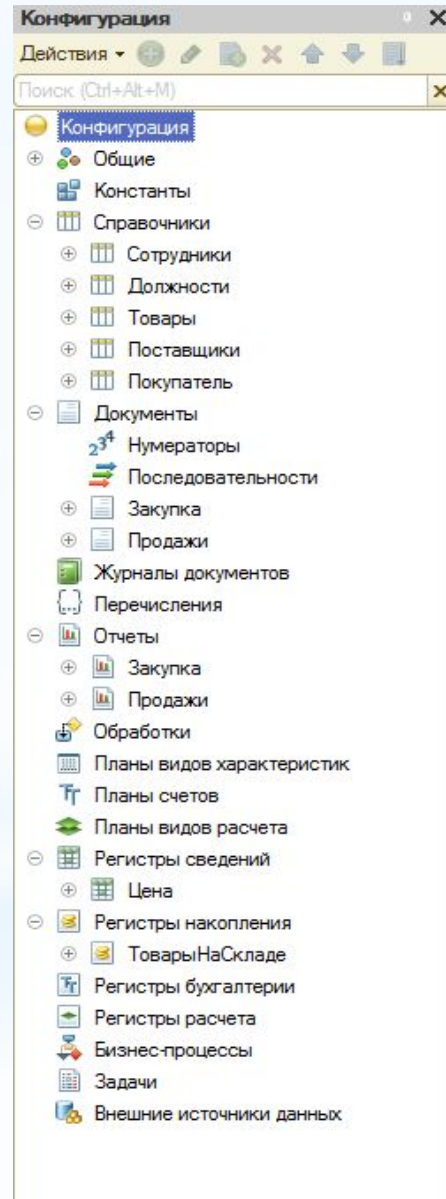 Конфигурация
Действия
Поиск (Ctrl+Alt+M)
Конфигурация
Общие
Константы
Справочники
Сотрудники
Должности
Товары
Поставщики
Покупатель
Документы
Нумераторы
Последовательности
Закупка
Продажи
Журналы документов
Перечисления
Отчеты
Закупка
Продажи
Обработки
Планы видов характеристик
Планы счетов
Планы видов расчета
Регистры сведений
Цена
Регистры накопления
ТоварыНаСкладе
Регистры бухгалтерии
Регистры расчета
Бизнес-процессы
Задачи
Внешние источники данных